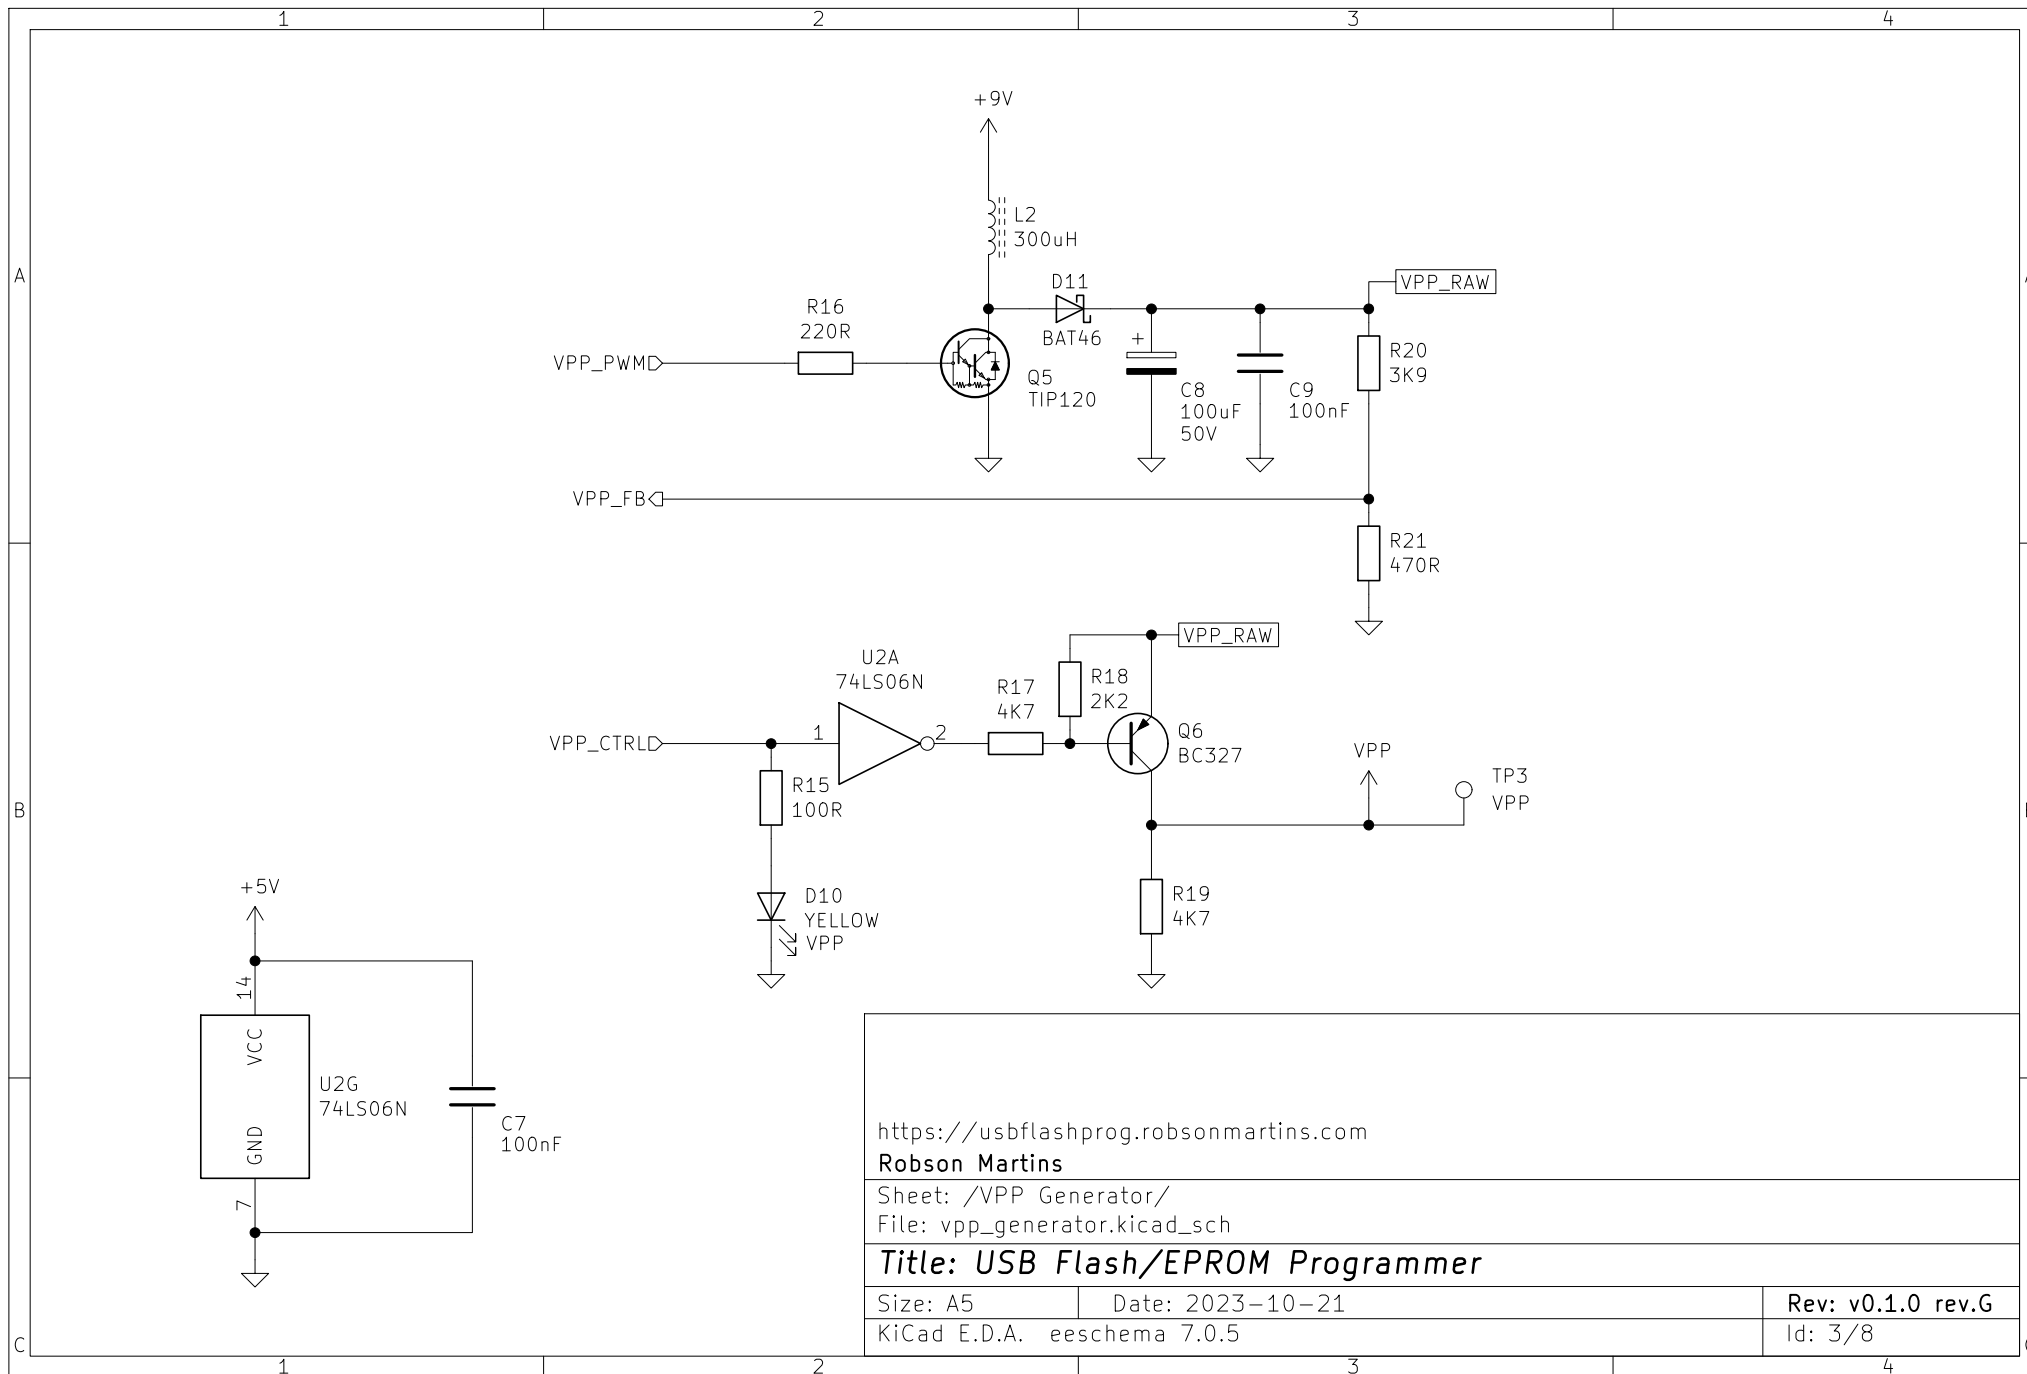 1 2 3 4
+9V
L2
300uH
A
D11
VPP_RAW
R16
220R
BAT46
+
VPP_PWM
R20
3K9
Q5
TIP120
C8
100uF
50V
C9
100nF
VPP_FB
R21
470R
VPP_RAW
U2A
74LS06N
R17
4K7
R18
2K2
VPP_CTRL
1
2
Q6
BC327
VPP
TP3
VPP
R15
100R
B
+5V
D10
YELLOW
VPP
R19
4K7
14
VCC
U2G
74LS06N
GND
7
C7
100nF
https://usbflashprog.robsonmartins.com
Robson Martins
Sheet: /VPP Generator/
File: vpp_generator.kicad_sch
Title: USB Flash/EPROM Programmer
Size: A5 Date: 2023-10-21 Rev: v0.1.0 rev.G
KiCad E.D.A. eeschema 7.0.5 Id: 3/8
C
1 2 3 4